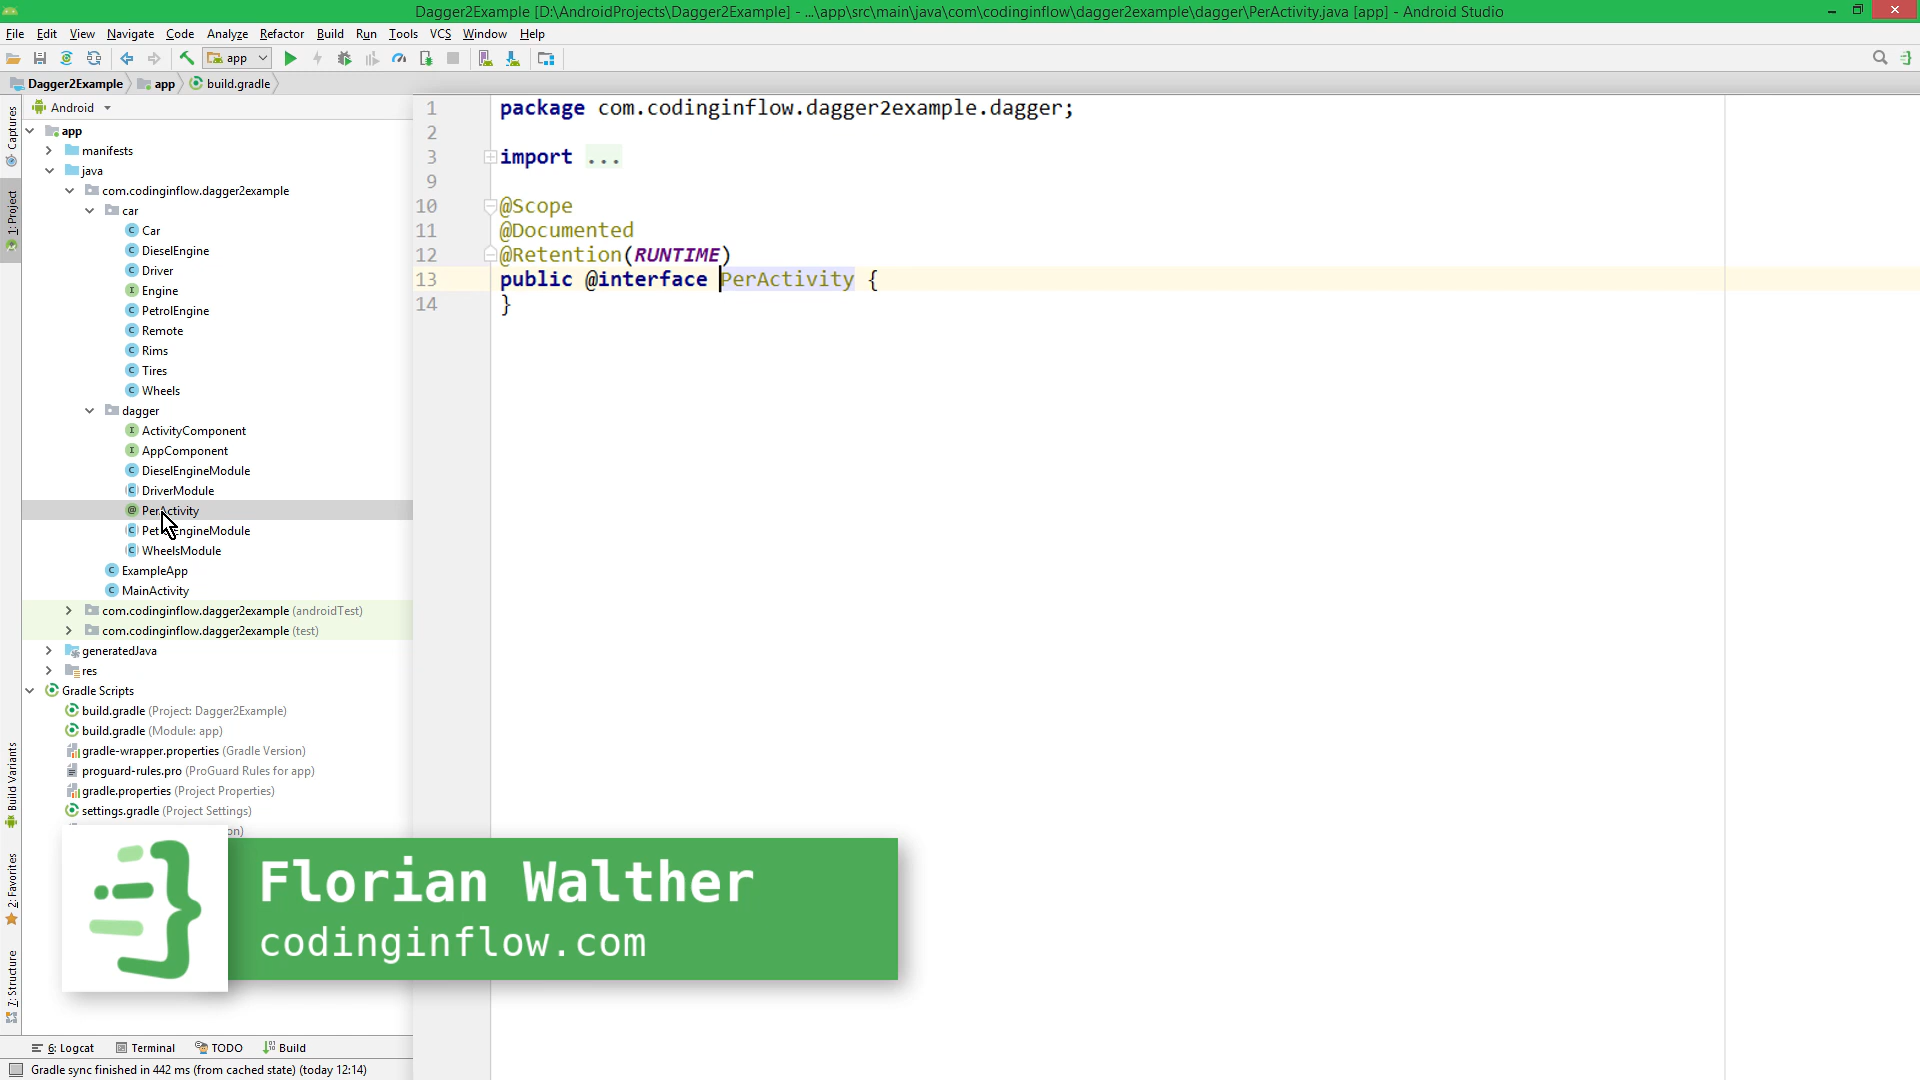 Dagger2Example [D:\AndroidProjects\Dagger2Example] - ...\app\src\main\java\com\codinginflow\dagger2example\dagger\PerActivity.java [app] - Android Studio
File Edit View Navigate Code Analyze Refactor Build Run Tools VCS Window Help
app
Dagger2Example app build.gradle
Captures
1: Project
Build Variants
2: Favorites
7: Structure
Android
app
manifests
java
com.codinginflow.dagger2example
car
Car
DieselEngine
Driver
Engine
PetrolEngine
Remote
Rims
Tires
Wheels
dagger
ActivityComponent
AppComponent
DieselEngineModule
DriverModule
PerActivity
EngineModule
WheelsModule
ExampleApp
MainActivity
com.codinginflow.dagger2example (androidTest)
com.codinginflow.dagger2example (test)
generatedJava
res
Gradle Scripts
build.gradle (Project: Dagger2Example)
build.gradle (Module: app)
gradle-wrapper.properties (Gradle Version)
proguard-rules.pro (ProGuard Rules for app)
gradle.properties (Project Properties)
settings.gradle (Project Settings)
1 package com.codinginflow.dagger2example.dagger;
2
3 import ...
9
10 @Scope
11 @Documented
12 @Retention(RUNTIME)
13 public @interface PerActivity {
14 }
Florian Walther
codinginflow.com
6: Logcat Terminal TODO Build
Gradle sync finished in 442 ms (from cached state) (today 12:14)